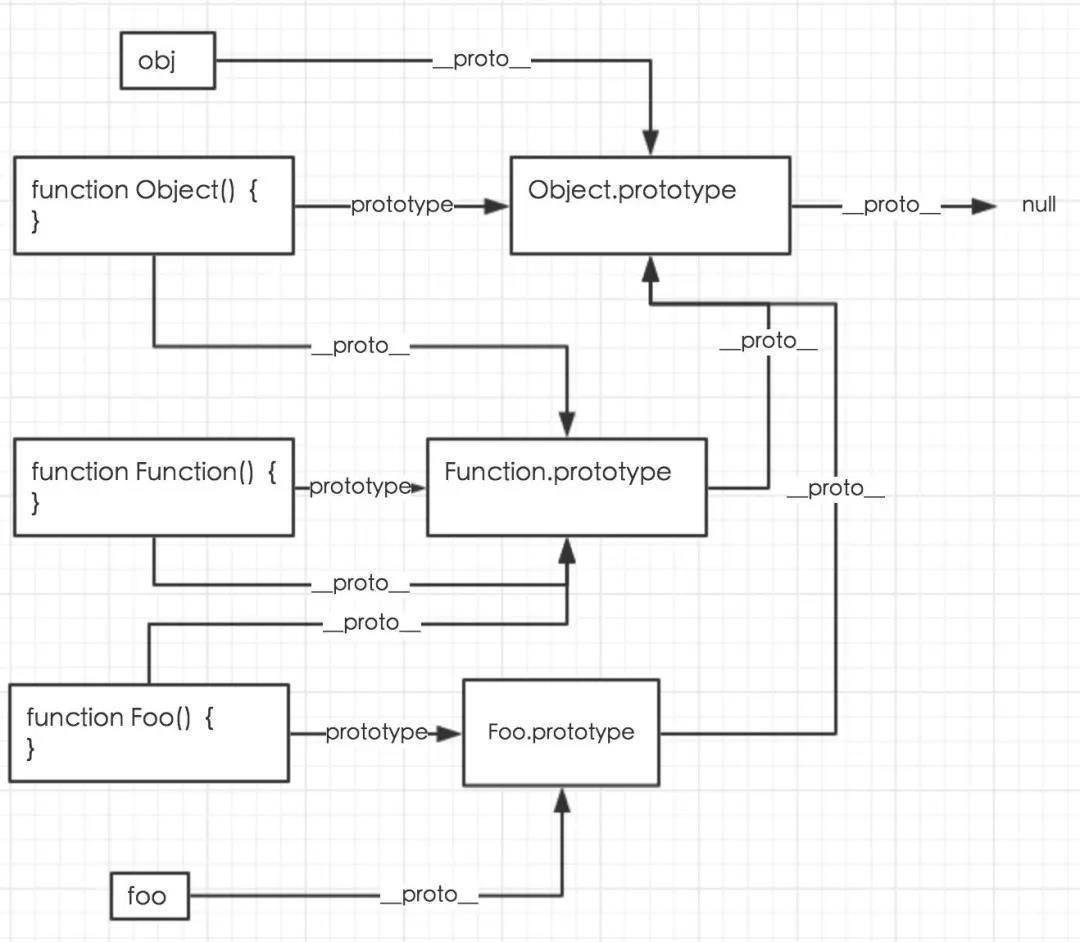 obj
__proto__
function Object() {
}
prototype
Object.prototype
__proto__
null
__proto__
__proto__
function Function() {
}
prototype
Function.prototype
__proto__
__proto__
__proto__
function Foo() {
}
prototype
Foo.prototype
foo
__proto__